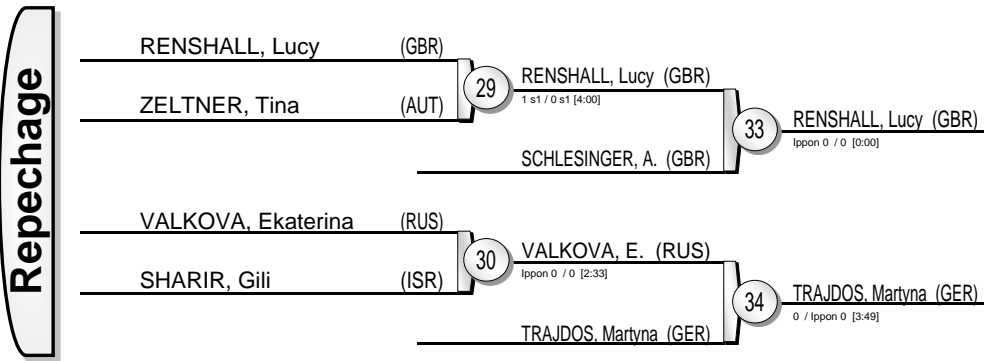 Repechage
RENSHALL, Lucy (GBR)
ZELTNER, Tina (AUT)
29
RENSHALL, Lucy (GBR)
1 s1 / 0 s1 [4:00]
SCHLESINGER, A. (GBR)
33
RENSHALL, Lucy (GBR)
Ippon 0 / 0 [0:00]
VALKOVA, Ekaterina (RUS)
SHARIR, Gili (ISR)
30
VALKOVA, E. (RUS)
Ippon 0 / 0 [2:33]
TRAJDOS, Martyna (GER)
34
TRAJDOS, Martyna (GER)
0 / Ippon 0 [3:49]